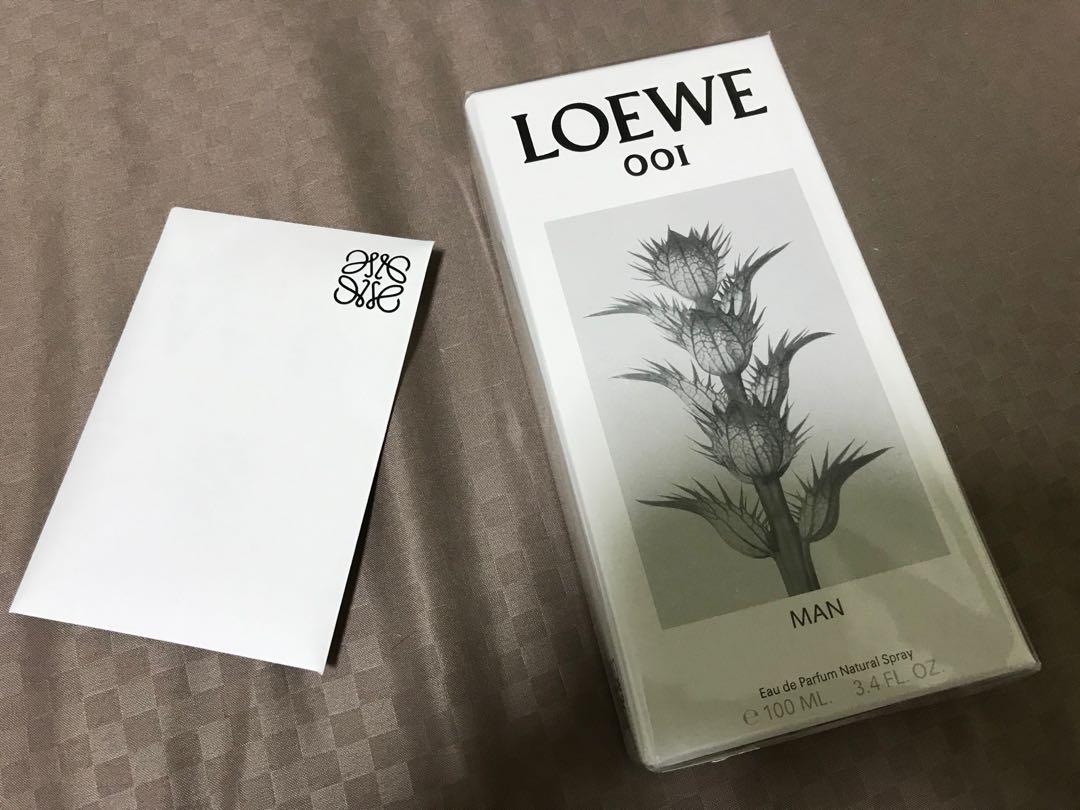 LOEWE
001
MAN
Eau de Parfum Natural Spray
℮ 100 ML. 3.4 FL. OZ.